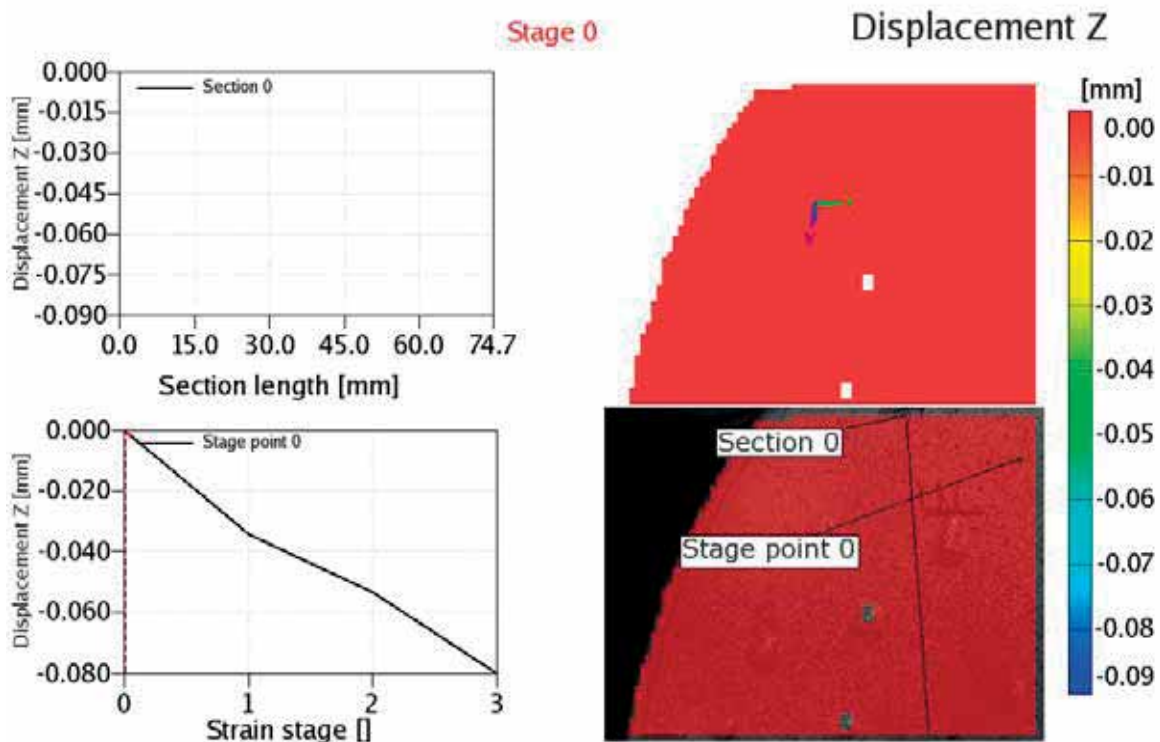 Stage 0
Displacement Z
0.000
-0.015
-0.030
-0.045
-0.060
-0.075
-0.090
Displacement Z [mm]
Section 0
0.0 15.0 30.0 45.0 60.0 74.7
Section length [mm]
0.000
-0.020
-0.040
-0.060
-0.080
Displacement Z [mm]
Stage point 0
0 1 2 3
Strain stage []
Section 0
Stage point 0
[mm]
0.00
-0.01
-0.02
-0.03
-0.04
-0.05
-0.06
-0.07
-0.08
-0.09